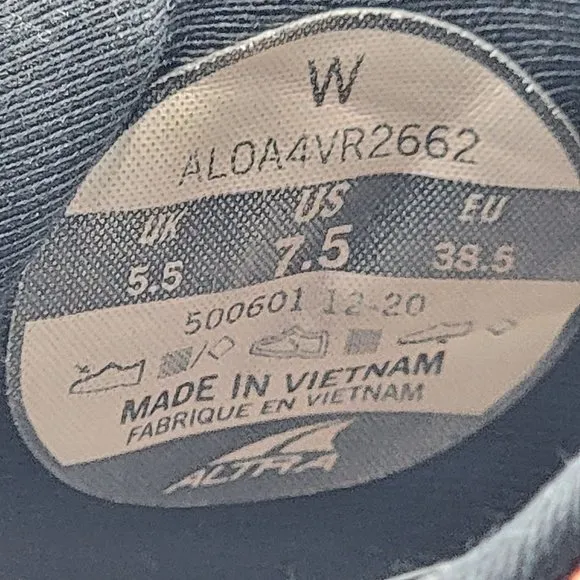 W
AL0A4VR2662
UK US EU
5.5 7.5 38.5
500601 12-20
MADE IN VIETNAM
FABRIQUE EN VIETNAM
ALTRA